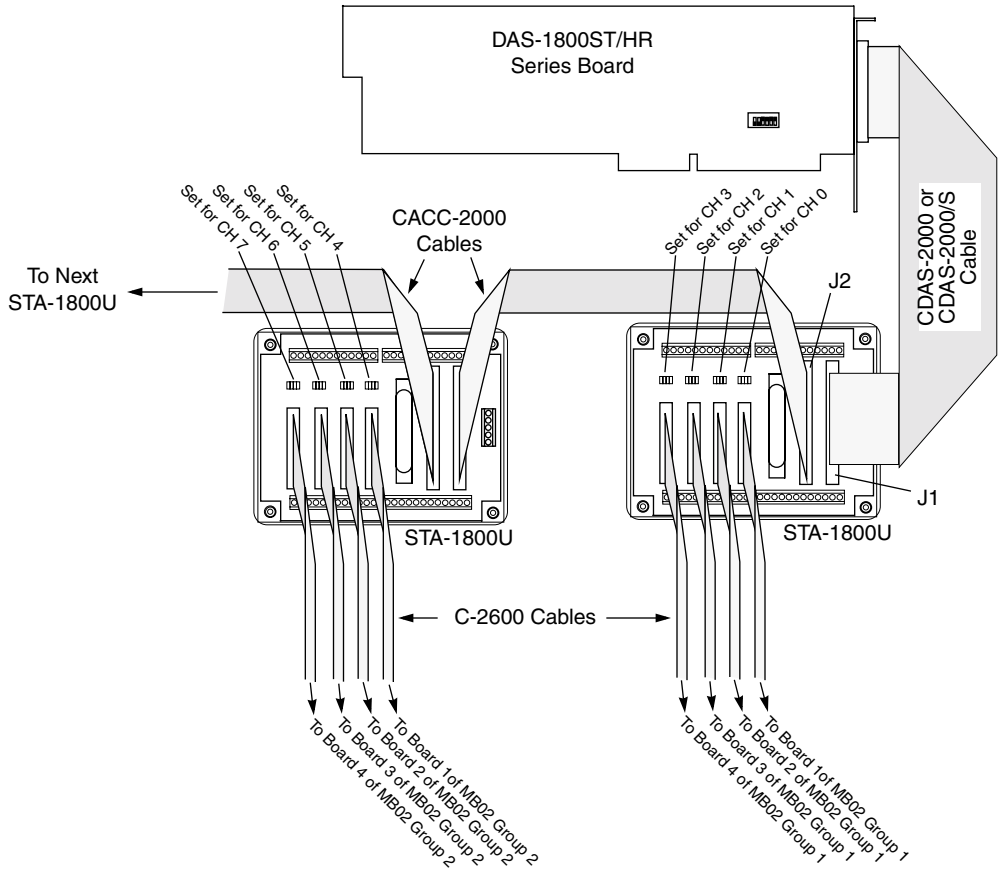 DAS-1800ST/HR
Series Board
CDAS-2000 or
CDAS-2000/S
Cable
Set for CH 7
Set for CH 6
Set for CH 5
Set for CH 4
CACC-2000
Cables
Set for CH 3
Set for CH 2
Set for CH 1
Set for CH 0
To Next
STA-1800U
J2
J1
STA-1800U
STA-1800U
C-2600 Cables
To Board 4 of MB02 Group 2
To Board 3 of MB02 Group 2
To Board 2 of MB02 Group 2
To Board 1of MB02 Group 2
To Board 4 of MB02 Group 1
To Board 3 of MB02 Group 1
To Board 2 of MB02 Group 1
To Board 1of MB02 Group 1